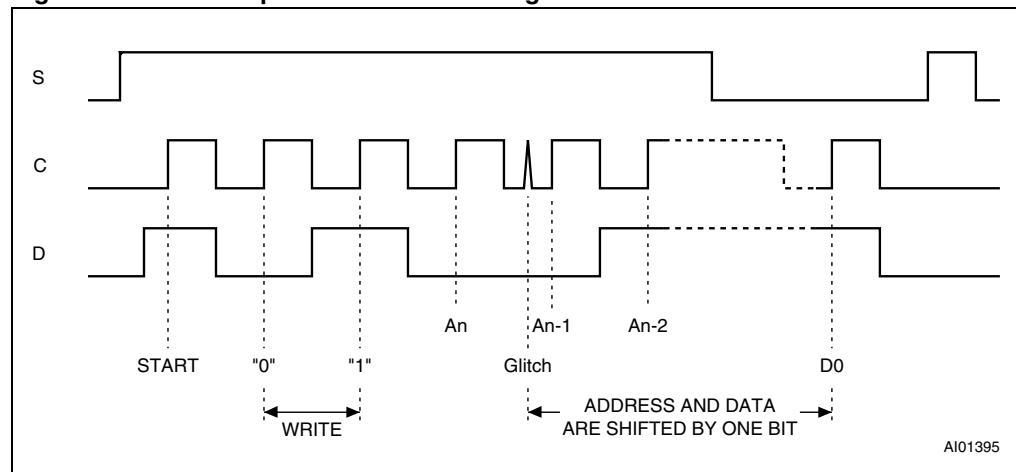 S
C
D
An An-1 An-2
START "0" "1" Glitch D0
WRITE
ADDRESS AND DATA
ARE SHIFTED BY ONE BIT
AI01395